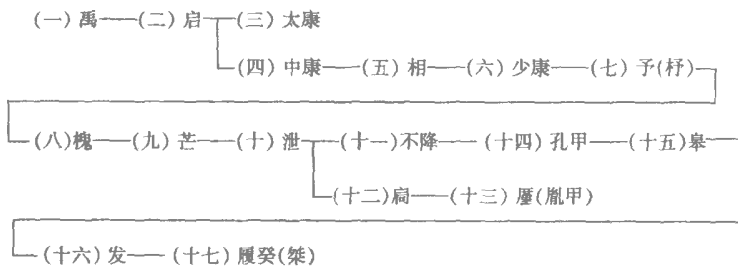 (一) 禹 (二) 启 (三) 太康
(四) 中康 (五) 相 (六) 少康 (七) 予(杼)
(八)槐 (九) 芒 (十) 泄 (十一)不降 (十四) 孔甲 (十五) 皋
(十二)扃 (十三) 廑(胤甲)
(十六) 发 (十七) 履癸(桀)